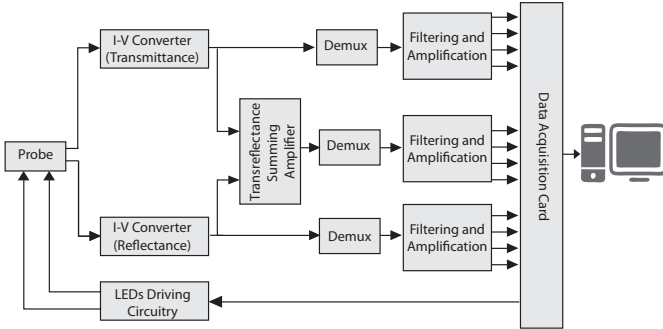 I-V Converter
(Transmittance)
Demux
Filtering and
Amplification
Probe
Transreflectance
Summing
Amplifier
Demux
Filtering and
Amplification
Data Acquisition Card
I-V Converter
(Reflectance)
Demux
Filtering and
Amplification
LEDs Driving
Circuitry